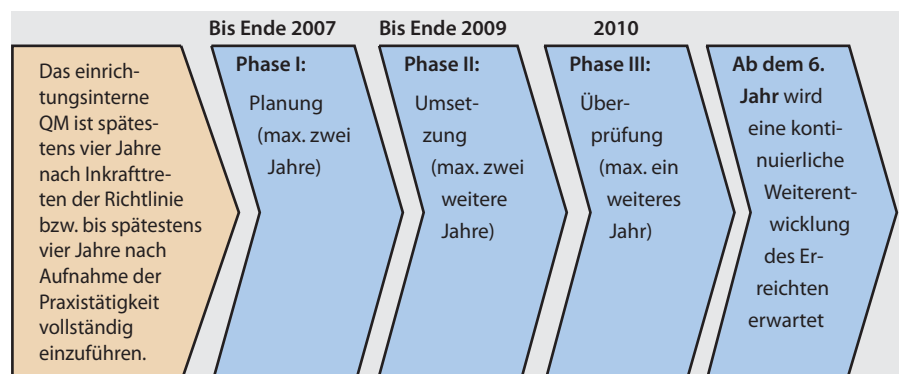 Bis Ende 2007
Bis Ende 2009
2010
Das einrich-
tungsinterne
QM ist spätes-
tens vier Jahre
nach Inkrafttre-
ten der Richtlinie
bzw. bis spätestens
vier Jahre nach
Aufnahme der
Praxistätigkeit
vollständig
einzuführen.
Phase I:
Planung
(max. zwei
Jahre)
Phase II:
Umset-
zung
(max. zwei
weitere
Jahre)
Phase III:
Über-
prüfung
(max. ein
weiteres
Jahr)
Ab dem 6.
Jahr wird
eine konti-
nuierliche
Weiterent-
wicklung
des Er-
reichten
erwartet